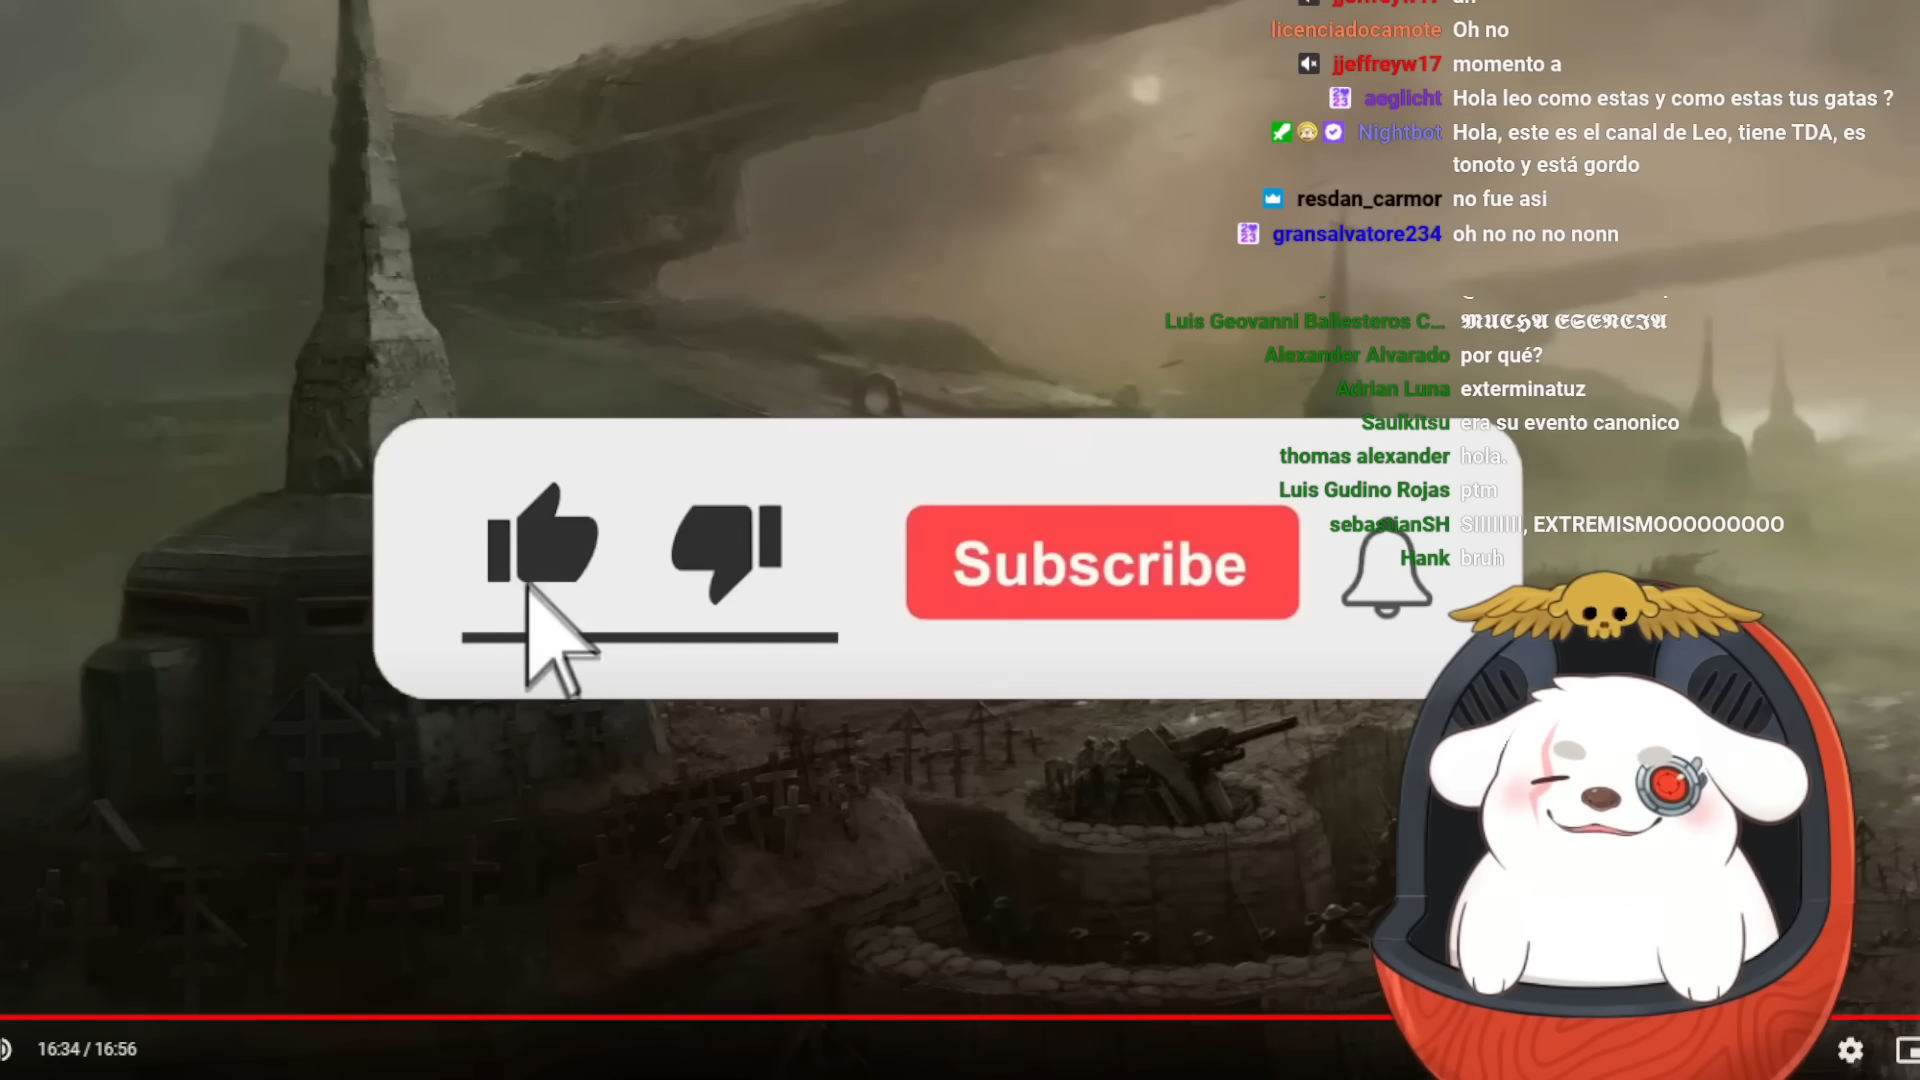 jjeffreyw17 ah
licenciadocamote Oh no
jjeffreyw17 momento a
aeglicht Hola leo como estas y como estas tus gatas ?
Nightbot Hola, este es el canal de Leo, tiene TDA, es
tonoto y está gordo
resdan_carmor no fue asi
gransalvatore234 oh no no no nonn
Luis Geovanni Ballesteros C... 𝕸𝖀𝕮𝕳𝕬 𝕰𝕾𝕰𝕹𝕮𝕴𝕬
Alexander Alvarado por qué?
Adrian Luna exterminatuz
Saulkitsu era su evento canonico
thomas alexander hola.
Luis Gudino Rojas ptm
sebastianSH SIIIIIIII, EXTREMISMOOOOOOOOO
Hank bruh
Subscribe
16:34 / 16:56